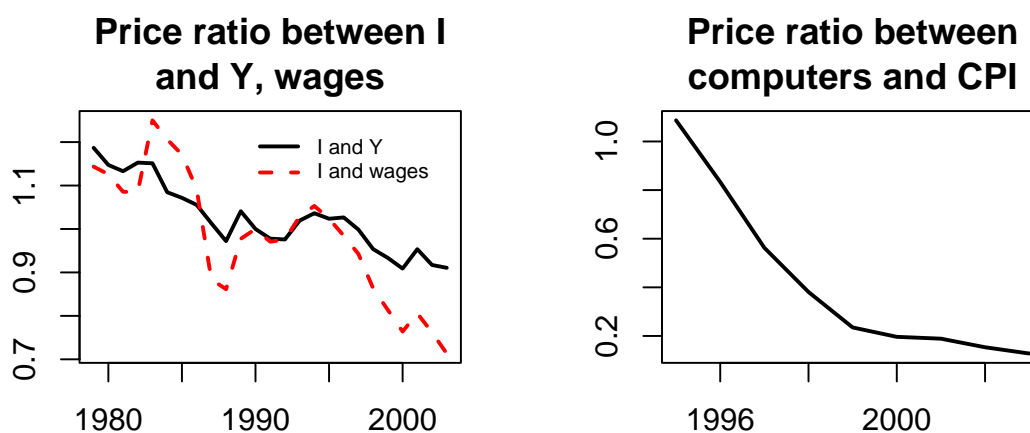 Price ratio between I
and Y, wages
I and Y
I and wages
1.1
0.9
0.7
1980
1990
2000
Price ratio between
computers and CPI
1.0
0.6
0.2
1996
2000